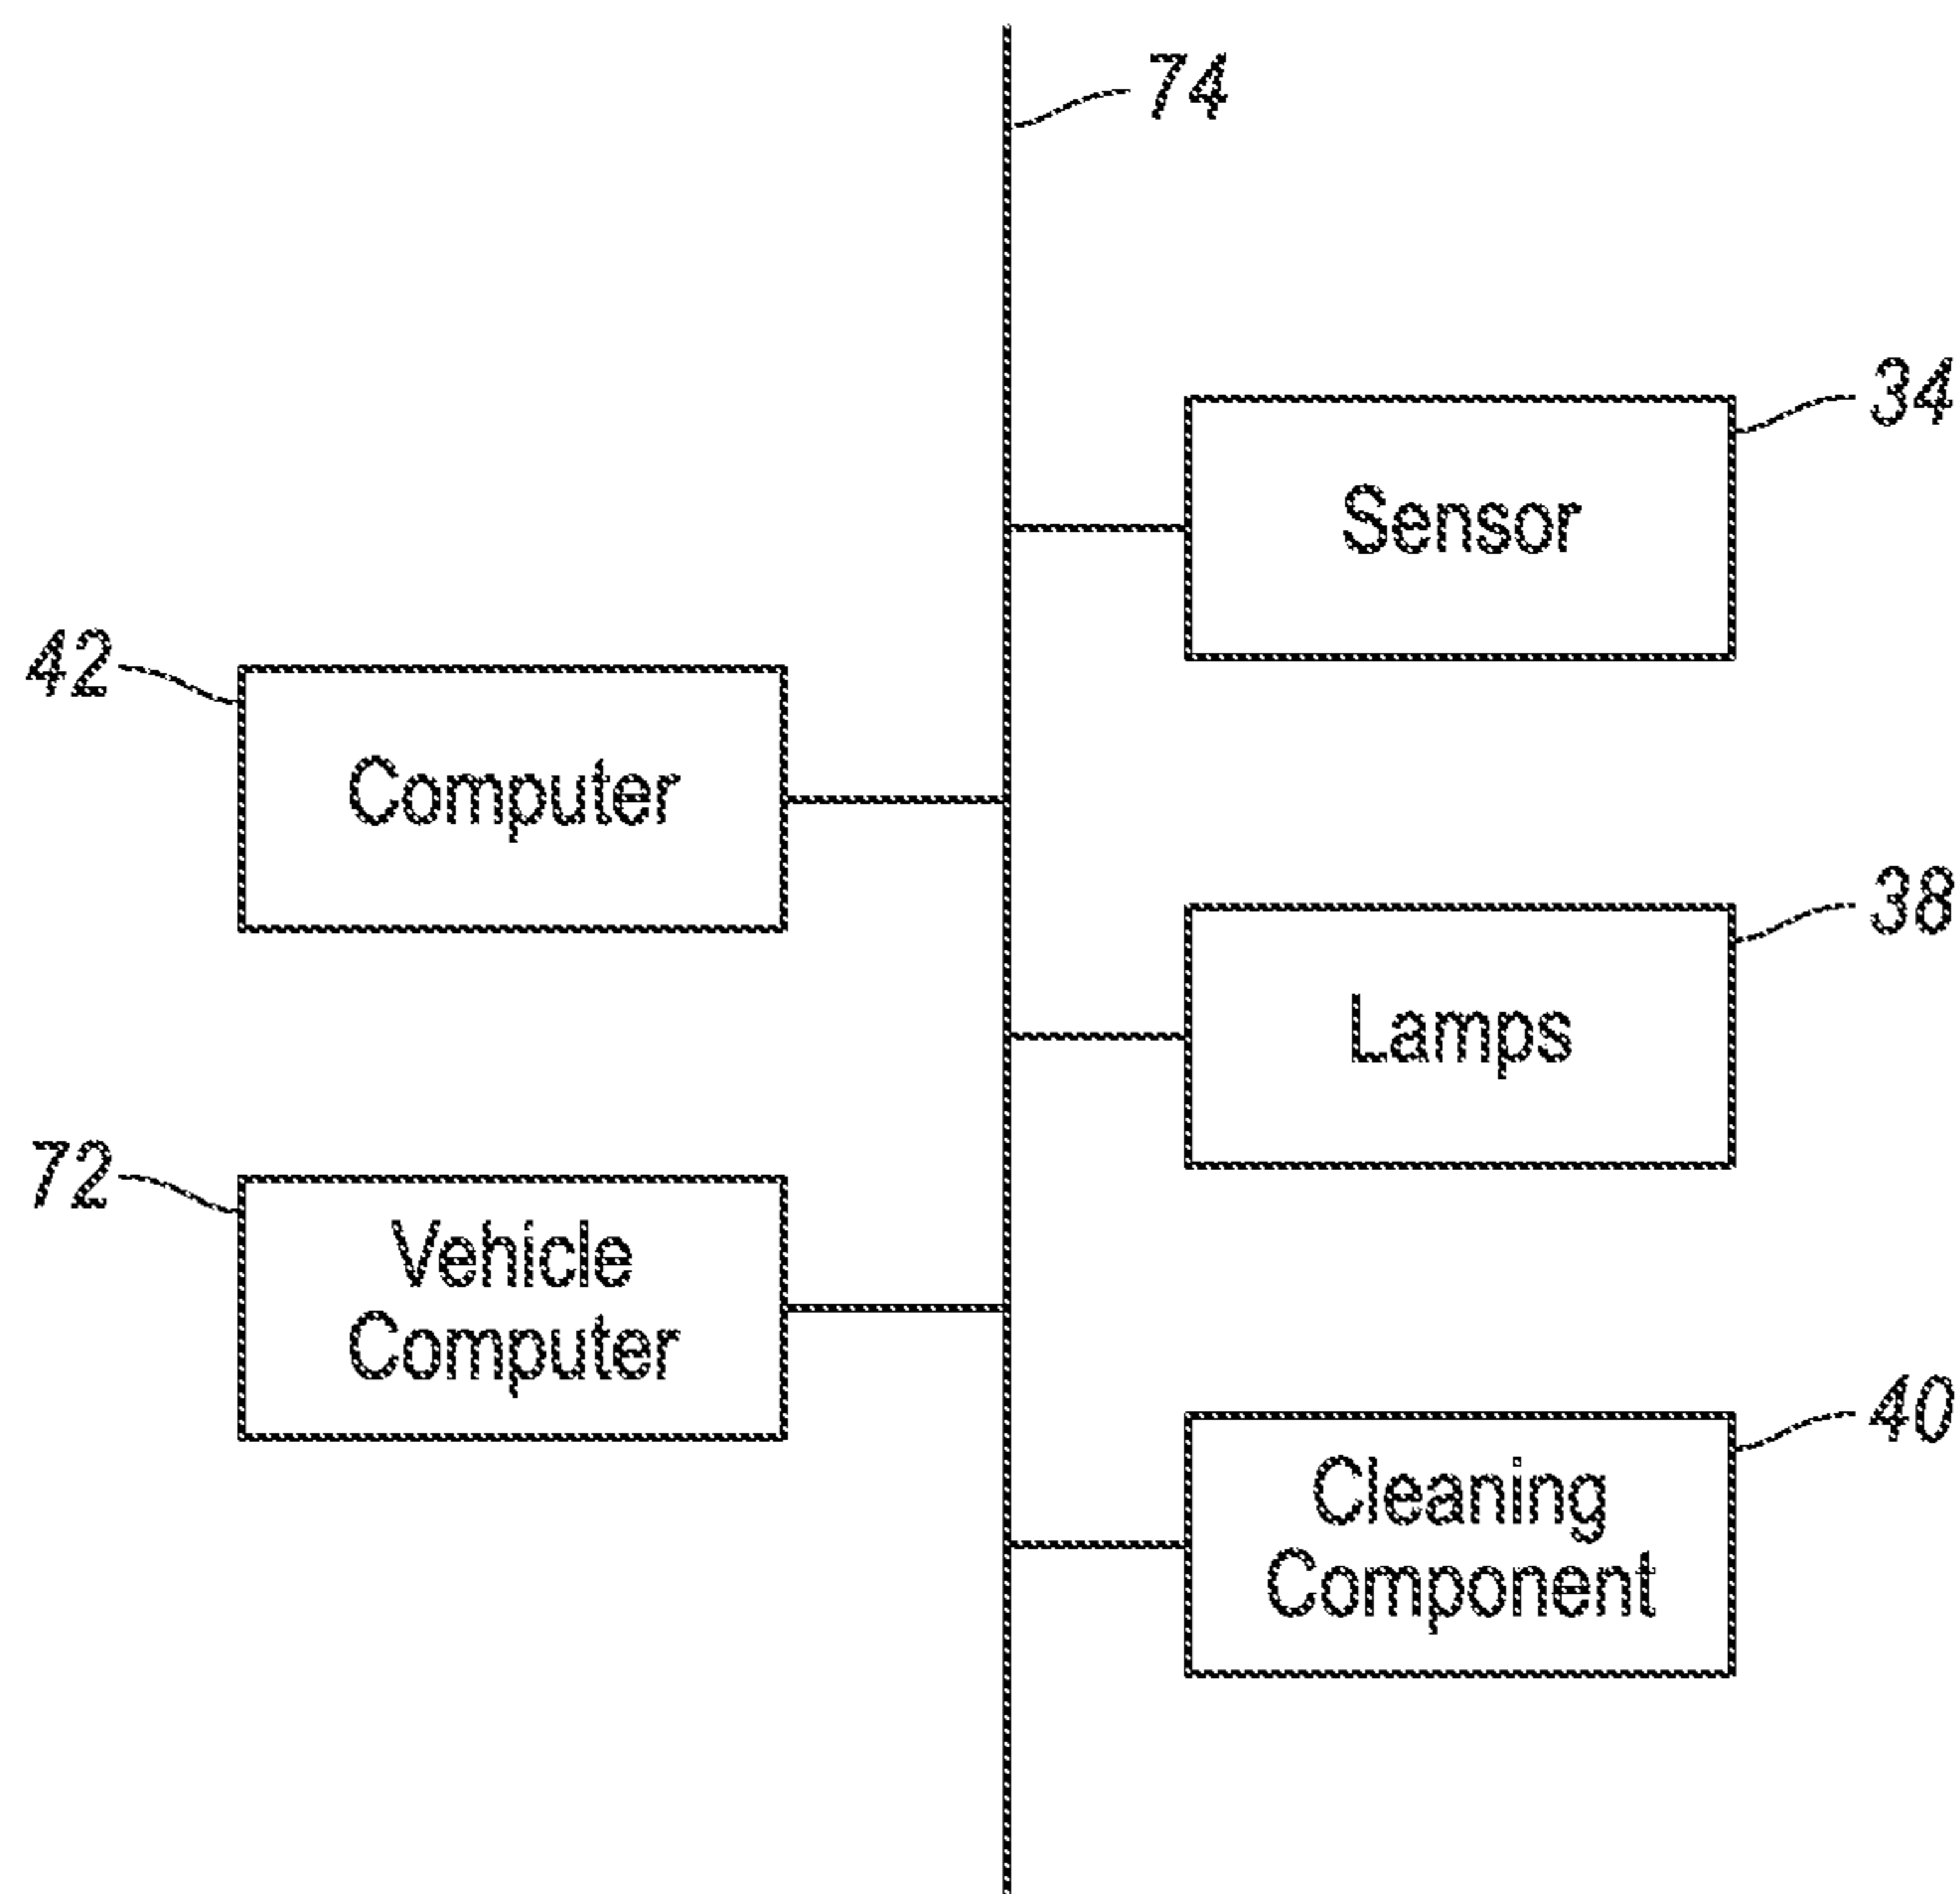 74
34
Sensor
42
Computer
38
Lamps
72
Vehicle
Computer
40
Cleaning
Component